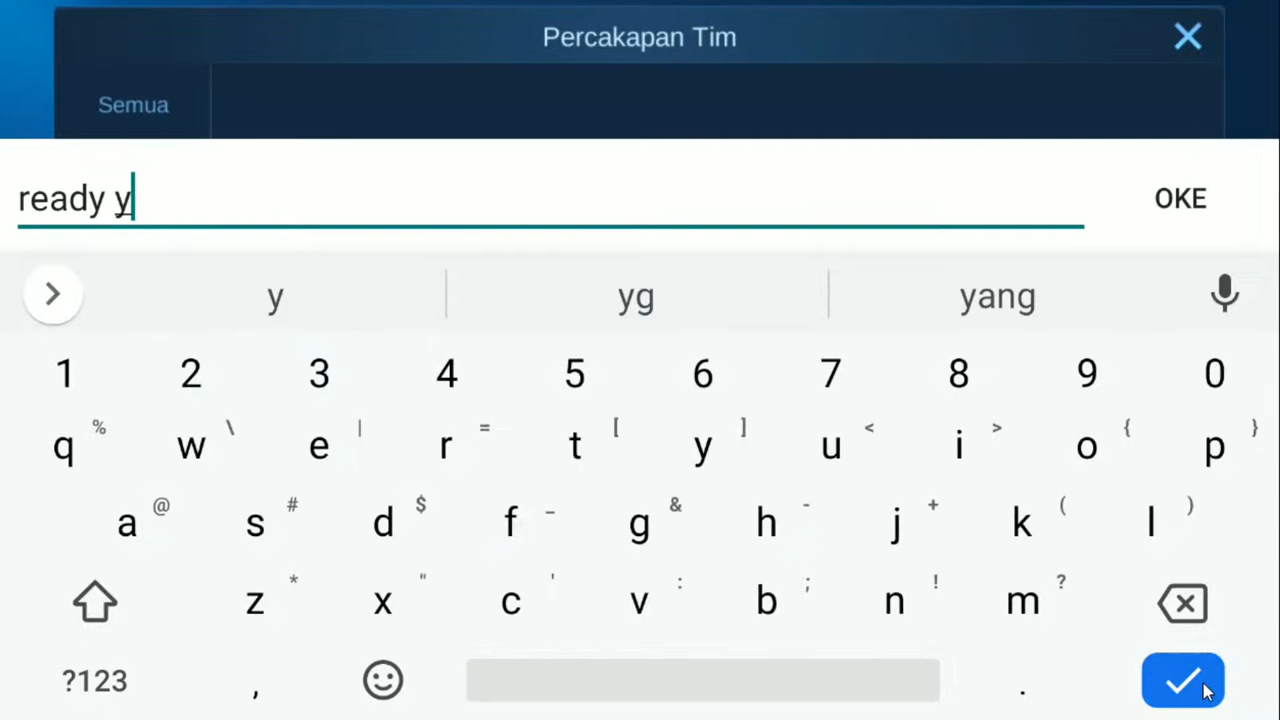 Percakapan Tim
Semua
ready y
OKE
y yg yang
1 2 3 4 5 6 7 8 9 0
q % w \ e | r = t [ y ] u < i > o { p }
a @ s # d $ f _ g & h - j + k ( l )
z * x " c ' v : b ; n ! m ?
?123 , .